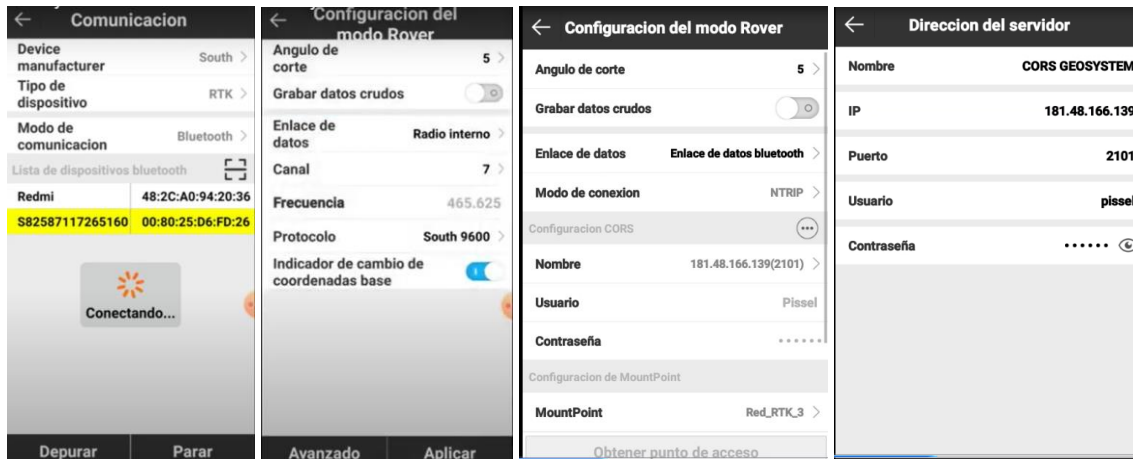 Comunicacion
Device manufacturer
South
Tipo de dispositivo
RTK
Modo de comunicacion
Bluetooth
Lista de dispositivos bluetooth
Redmi 48:2C:A0:94:20:36
S82587117265160 00:80:25:D6:FD:26
Conectando...
Depurar Parar
Configuracion del
modo Rover
Angulo de corte
5
Grabar datos crudos
Enlace de datos
Radio interno
Canal 7
Frecuencia 465.625
Protocolo South 9600
Indicador de cambio de
coordenadas base
Avanzado Aplicar
Configuracion del modo Rover
Angulo de corte 5
Grabar datos crudos
Enlace de datos Enlace de datos bluetooth
Modo de conexion NTRIP
Configuracion CORS
Nombre 181.48.166.139(2101)
Usuario Pissel
Contraseña ••••••
Configuracion de MountPoint
MountPoint Red_RTK_3
Obtener punto de acceso
Direccion del servidor
Nombre CORS GEOSYSTEM
IP 181.48.166.139
Puerto 2101
Usuario pissel
Contraseña ••••••